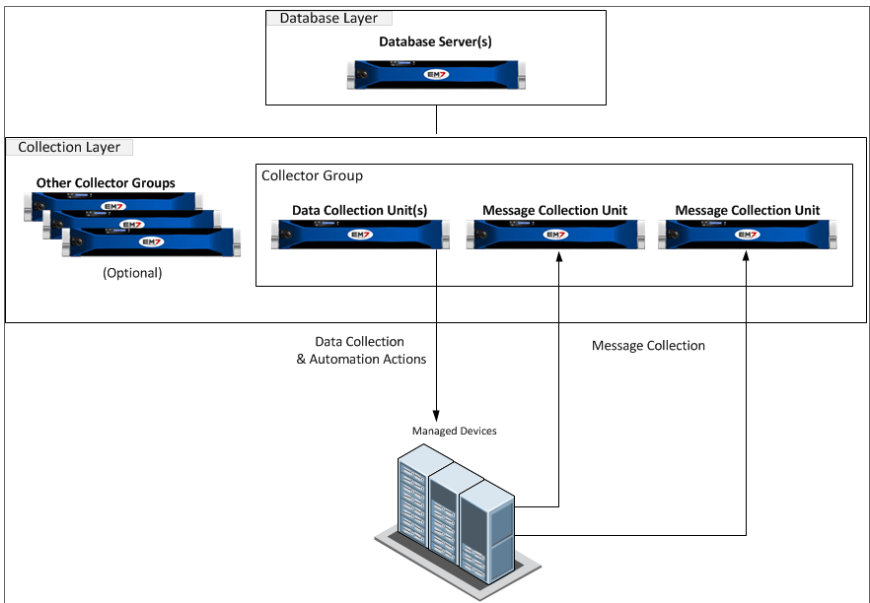 Database Layer
Database Server(s)
EM7
Collection Layer
Other Collector Groups
EM7
EM7
EM7
(Optional)
Collector Group
Data Collection Unit(s)
EM7
Message Collection Unit
EM7
Message Collection Unit
EM7
Data Collection
& Automation Actions
Message Collection
Managed Devices